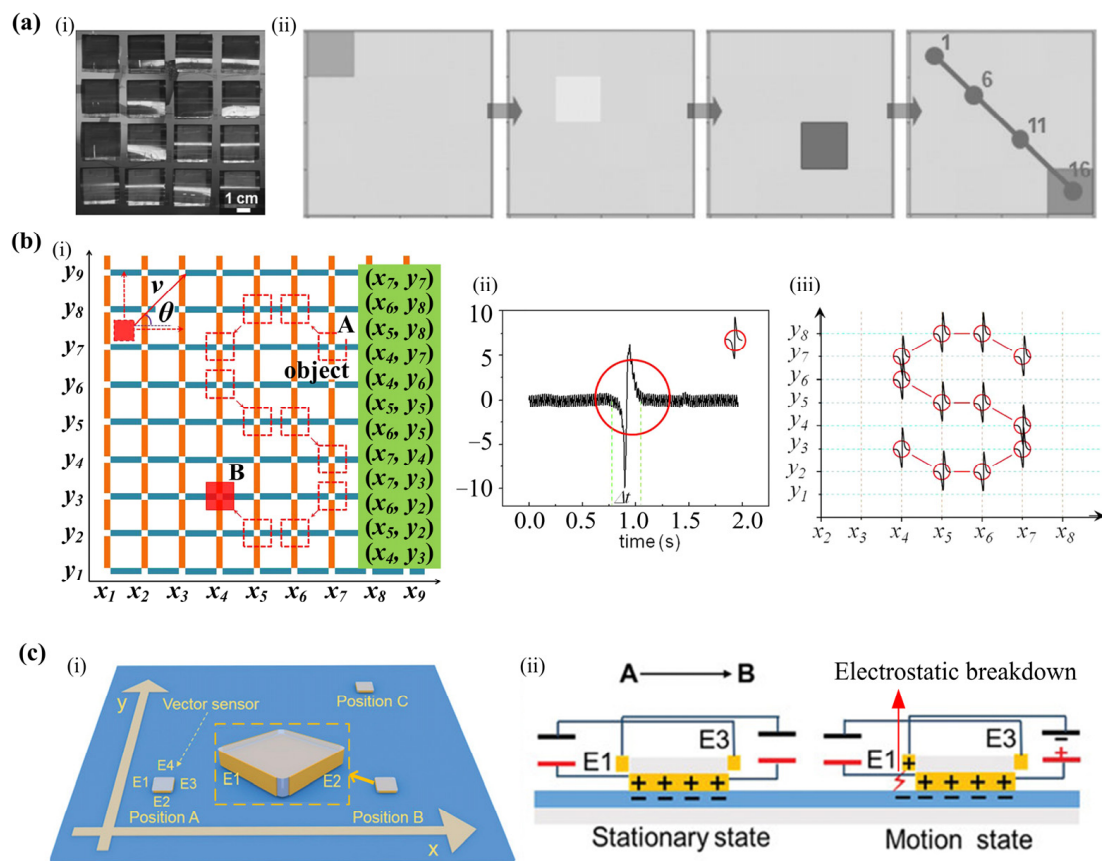 (a)
(i)
1 cm
(ii)
1
6
11
16
(b)
(i)
y9
y8
y7
y6
y5
y4
y3
y2
y1
x1 x2 x3 x4 x5 x6 x7 x8 x9
v
θ
A
object
B
(x7, y7)
(x6, y8)
(x5, y8)
(x4, y7)
(x4, y6)
(x5, y5)
(x6, y5)
(x7, y4)
(x7, y3)
(x6, y2)
(x5, y2)
(x4, y3)
(ii)
10
5
0
−5
−10
Δt
0.0 0.5 1.0 1.5 2.0
time (s)
(iii)
y8
y7
y6
y5
y4
y3
y2
y1
x2 x3 x4 x5 x6 x7 x8
(c)
(i)
y
Vector sensor
Position C
E4
E1 E3
E2
Position A
E1 E2
Position B
x
(ii)
A B
Electrostatic breakdown
E1 E3
+ + + +
− − − −
Stationary state
E1 E3
+
−
+
+ + + +
− − − −
Motion state